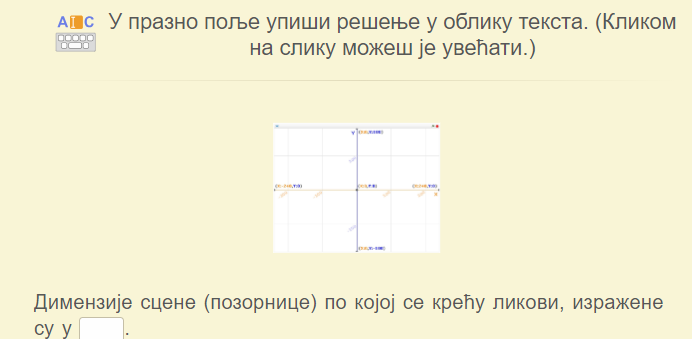 У празно поље упиши решење у облику текста. (Кликом
на слику можеш је увећати.)
Димензије сцене (позорнице) по којој се крећу ликови, изражене
су у .